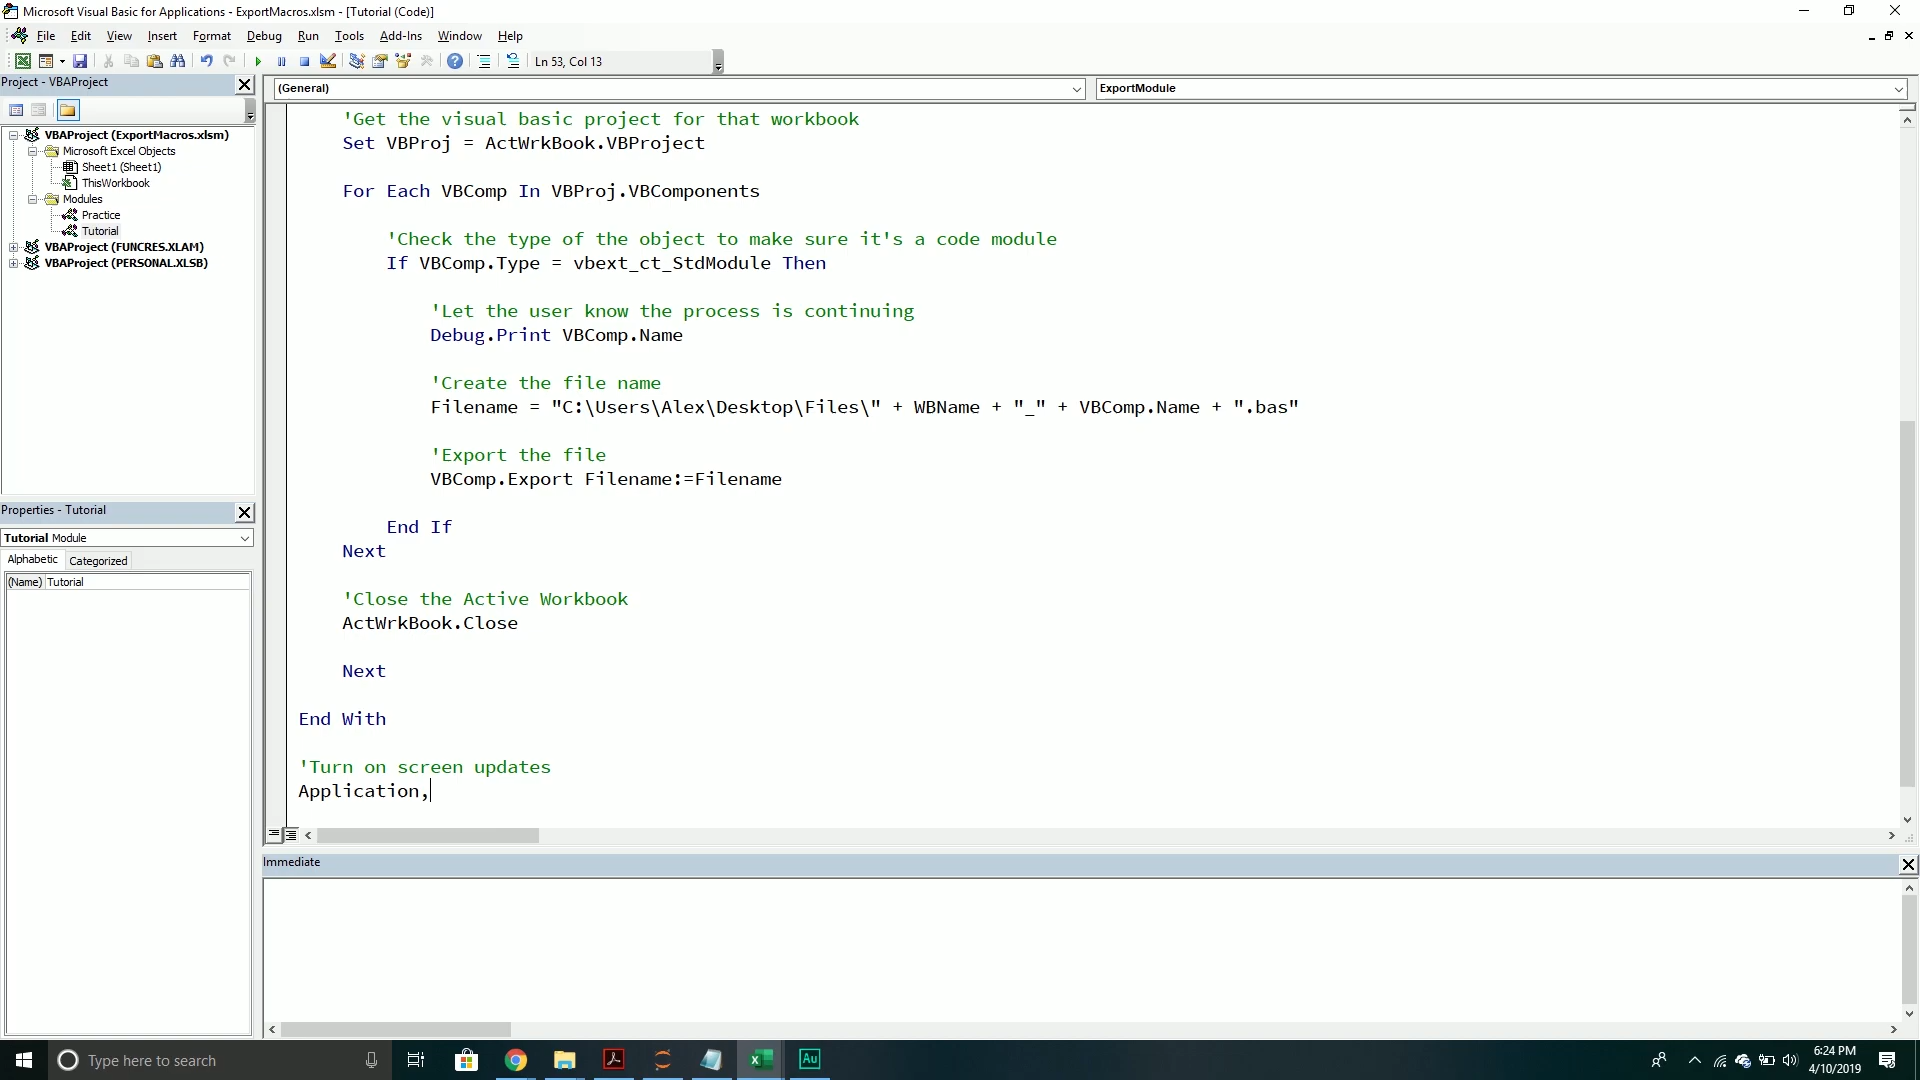 Microsoft Visual Basic for Applications - ExportMacros.xlsm - [Tutorial (Code)]
File Edit View Insert Format Debug Run Tools Add-Ins Window Help
Ln 53, Col 13
Project - VBAProject
(General)
ExportModule
VBAProject (ExportMacros.xlsm)
Microsoft Excel Objects
Sheet1 (Sheet1)
ThisWorkbook
Modules
Practice
Tutorial
VBAProject (FUNCRES.XLAM)
VBAProject (PERSONAL.XLSB)
Properties - Tutorial
Tutorial Module
Alphabetic Categorized
(Name) Tutorial
'Get the visual basic project for that workbook
Set VBProj = ActWrkBook.VBProject
For Each VBComp In VBProj.VBComponents
'Check the type of the object to make sure it's a code module
If VBComp.Type = vbext_ct_StdModule Then
'Let the user know the process is continuing
Debug.Print VBComp.Name
'Create the file name
Filename = "C:\Users\Alex\Desktop\Files\" + WBName + "_" + VBComp.Name + ".bas"
'Export the file
VBComp.Export Filename:=Filename
End If
Next
'Close the Active Workbook
ActWrkBook.Close
Next
End With
'Turn on screen updates
Application,
Immediate
Type here to search
Au
6:24 PM
4/10/2019